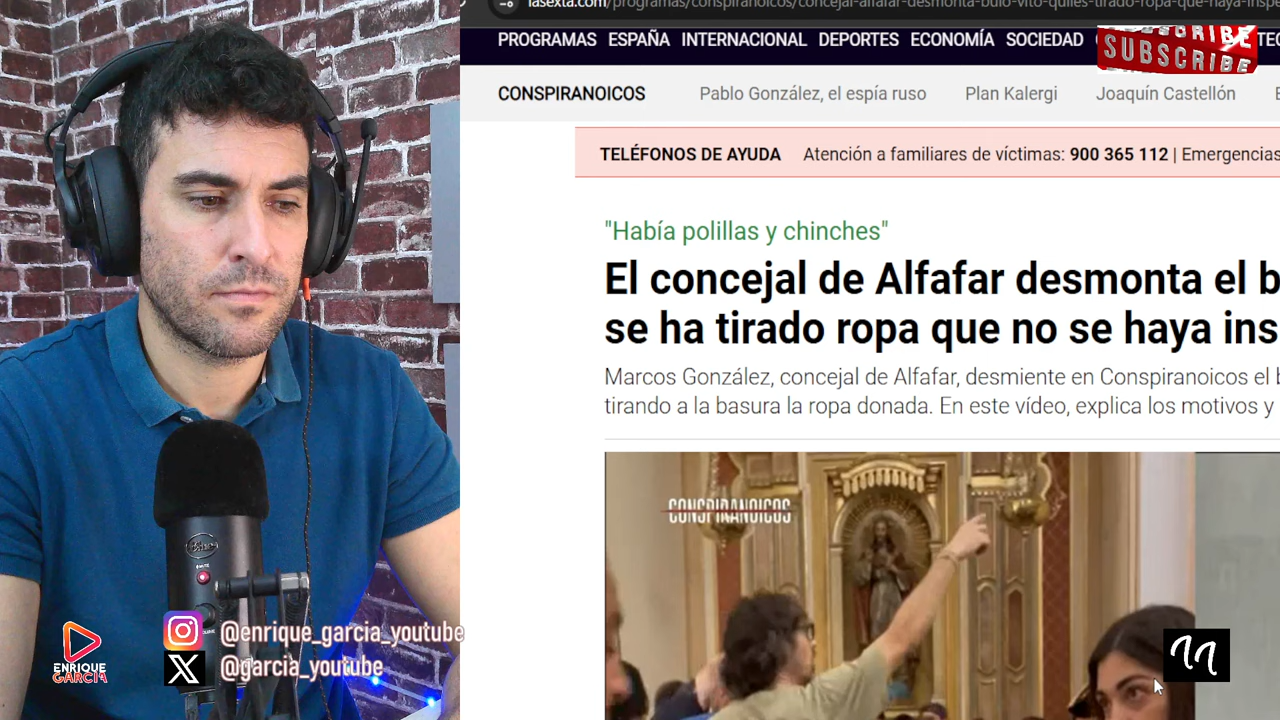 lasexta.com/programas/conspiranoicos/concejal-alfafar-desmonta-bulo-vito-quiles-tirado-ropa-que-haya-inspe
PROGRAMAS ESPAÑA INTERNACIONAL DEPORTES ECONOMÍA SOCIEDAD
SUBSCRIBE
SUBSCRIBE
CONSPIRANOICOS Pablo González, el espía ruso Plan Kalergi Joaquín Castellón
TELÉFONOS DE AYUDA Atención a familiares de víctimas: 900 365 112 | Emergencias
"Había polillas y chinches"
El concejal de Alfafar desmonta el b
se ha tirado ropa que no se haya ins
Marcos González, concejal de Alfafar, desmiente en Conspiranoicos el b
tirando a la basura la ropa donada. En este vídeo, explica los motivos y
CONSPIRANOICOS
blue
MUTE
ENRIQUE
GARCIA
@enrique_garcia_youtube
@garcia_youtube